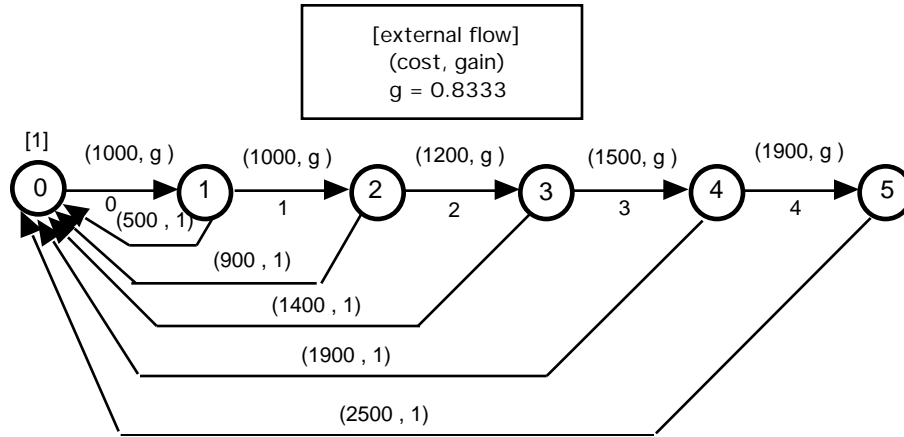 [external flow]
(cost, gain)
g = 0.8333
[1]
(1000, g )
(1000, g )
(1200, g )
(1500, g )
(1900, g )
0
1
2
3
4
5
0
1
2
3
4
(500 , 1)
(900 , 1)
(1400 , 1)
(1900 , 1)
(2500 , 1)